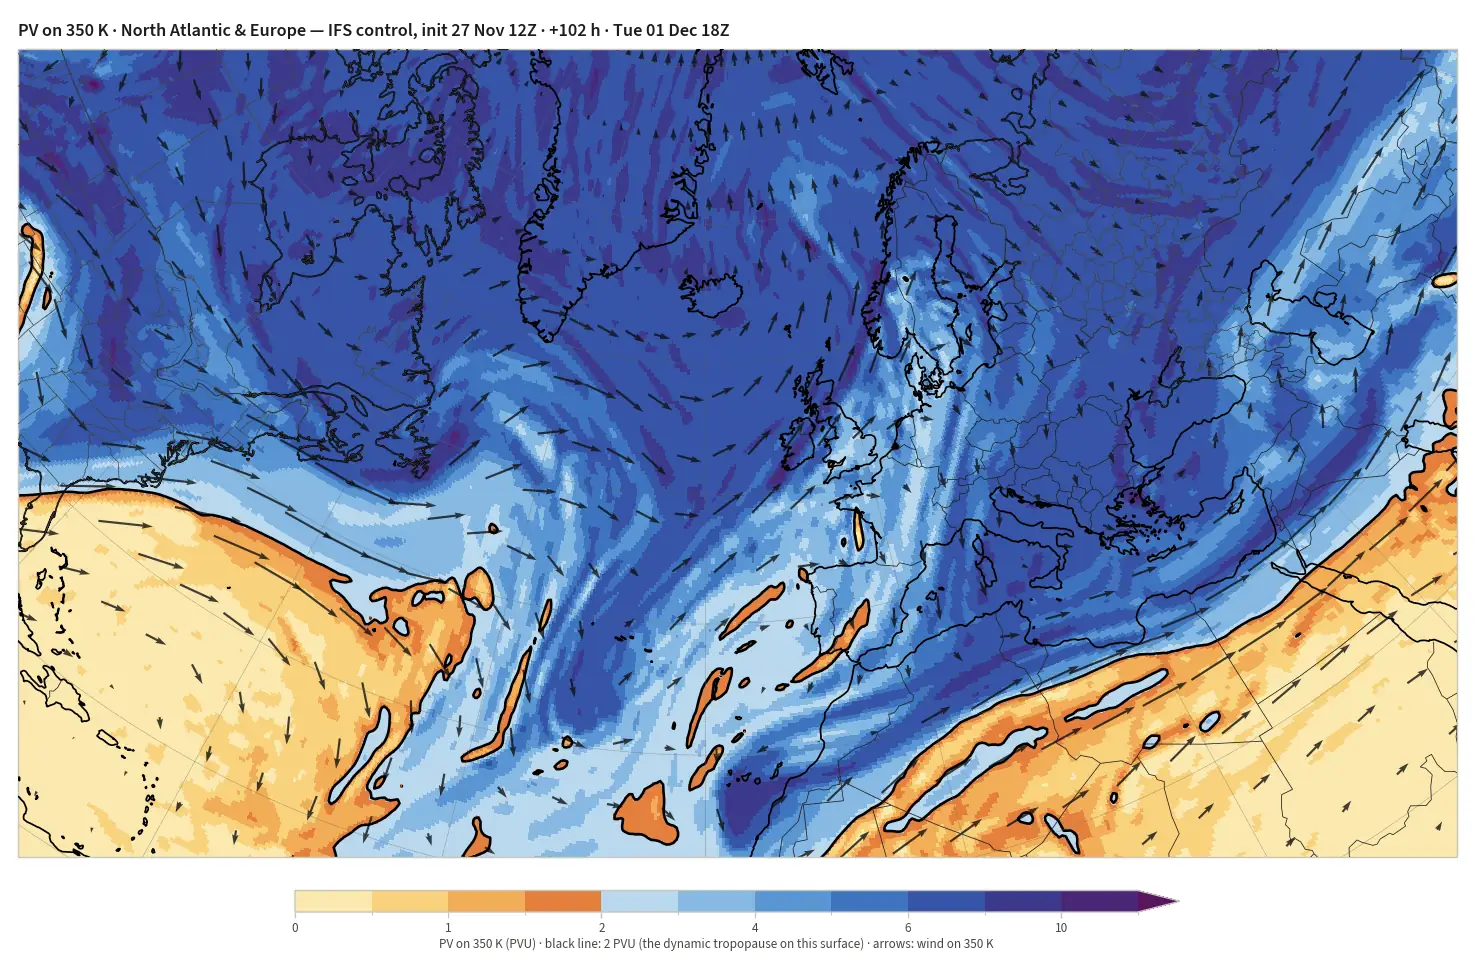 PV on 350 K · North Atlantic & Europe — IFS control, init 27 Nov 12Z · +102 h · Tue 01 Dec 18Z
0 1 2 4 6 10
PV on 350 K (PVU) · black line: 2 PVU (the dynamic tropopause on this surface) · arrows: wind on 350 K